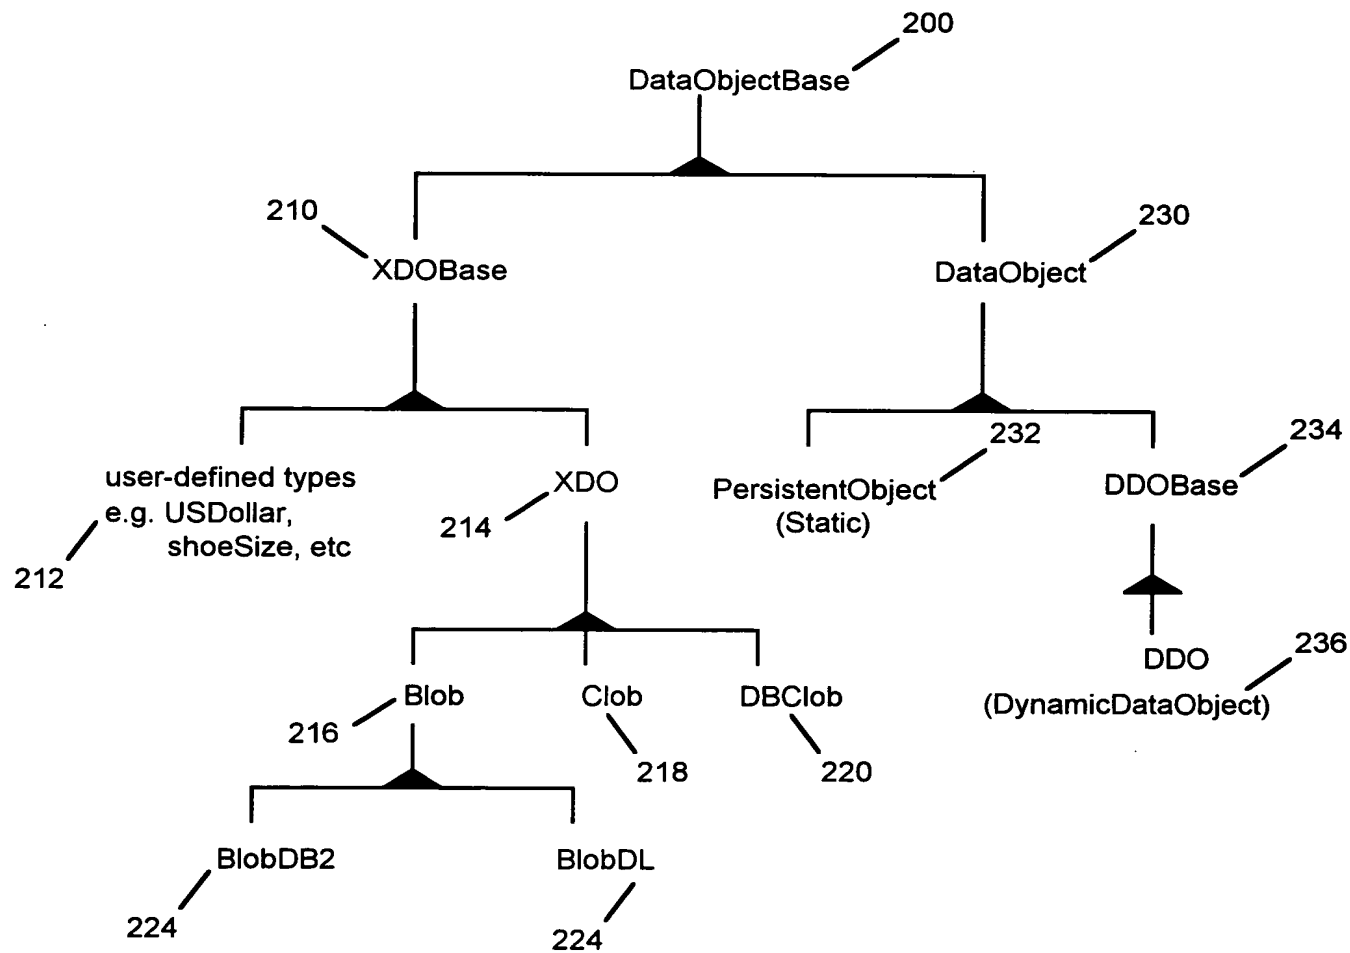 200
DataObjectBase
210
230
XDOBase
DataObject
232
234
user-defined types
e.g. USDollar,
shoeSize, etc
212
XDO
214
PersistentObject
(Static)
DDOBase
236
DDO
(DynamicDataObject)
Blob
Clob
DBClob
216
218
220
BlobDB2
BlobDL
224
224